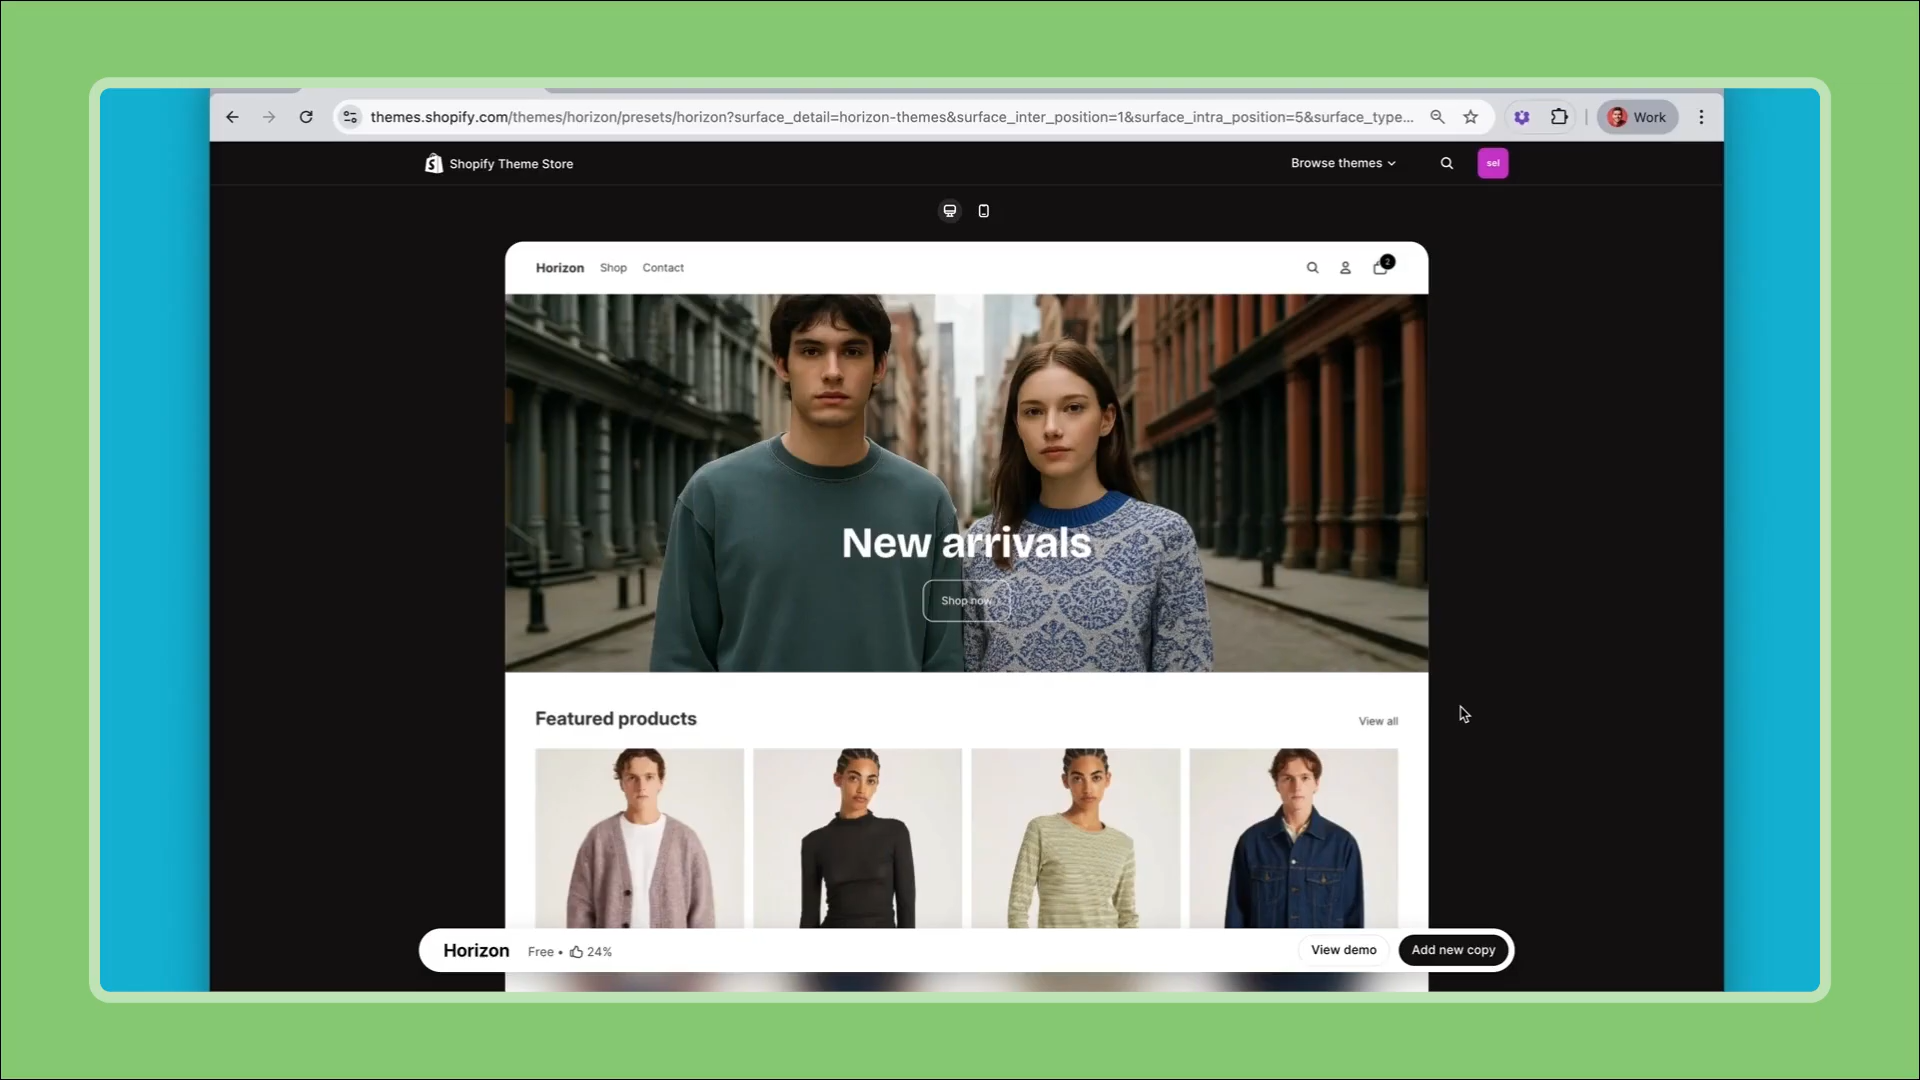 themes.shopify.com/themes/horizon/presets/horizon?surface_detail=horizon-themes&surface_inter_position=1&surface_intra_position=5&surface_type...
Work
Shopify Theme Store
Browse themes
sel
Horizon Shop Contact
2
New arrivals
Shop now
Featured products
View all
Horizon Free • 24%
View demo
Add new copy